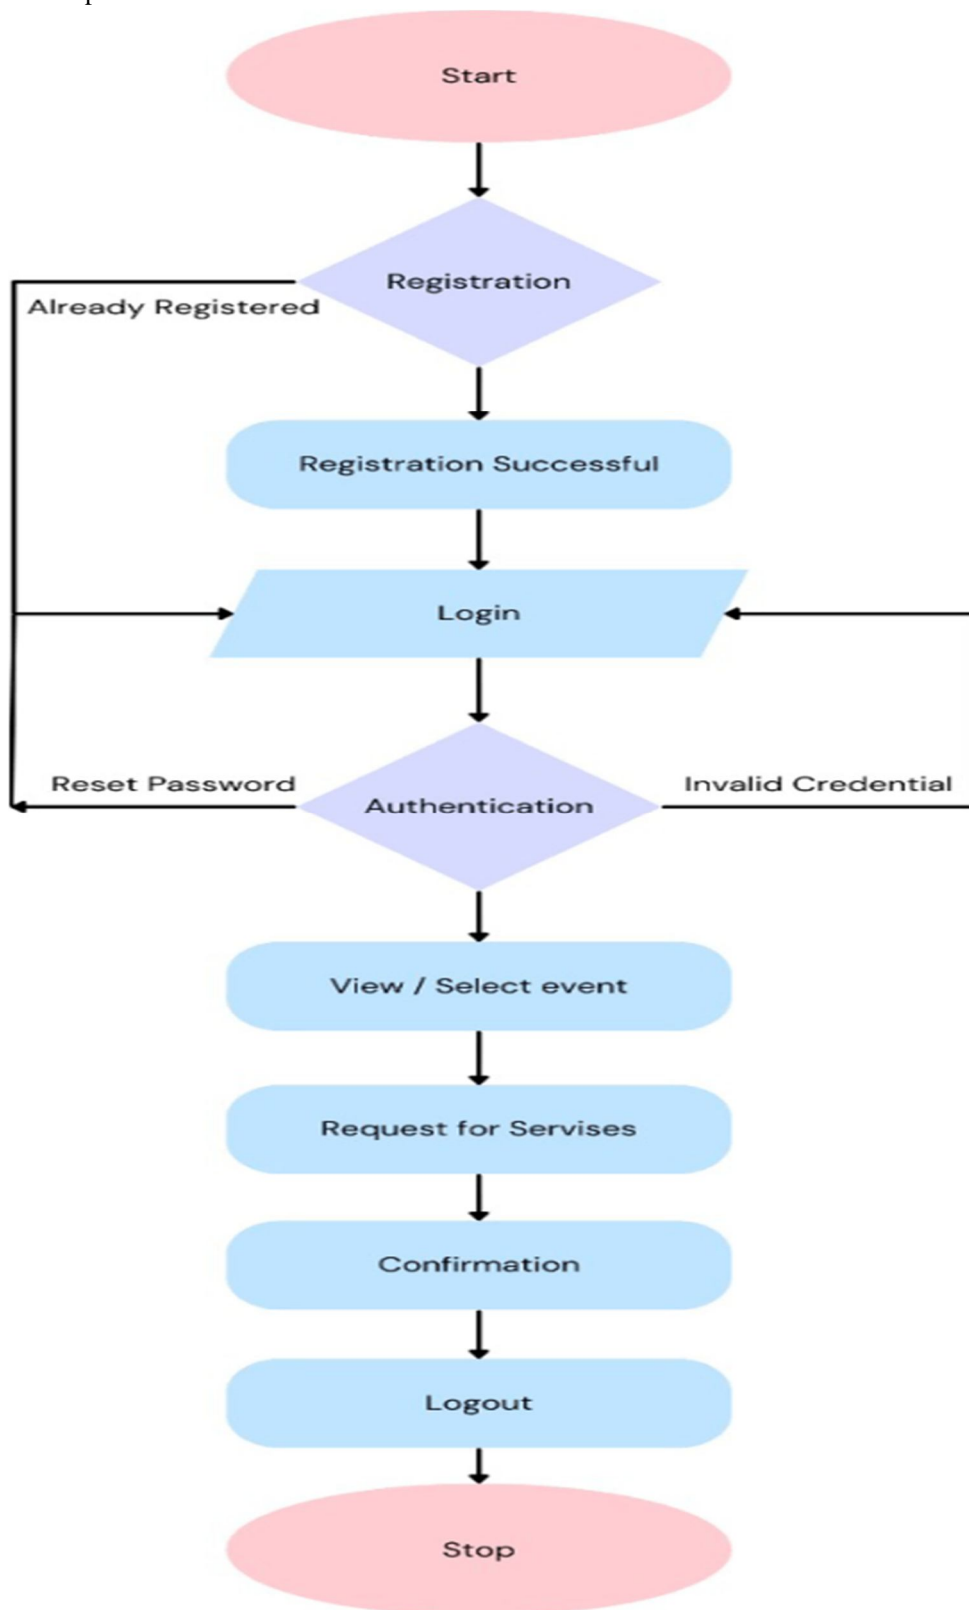 Start
Registration
Already Registered
Registration Successful
Login
Reset Password
Invalid Credential
Authentication
View / Select event
Request for Servises
Confirmation
Logout
Stop